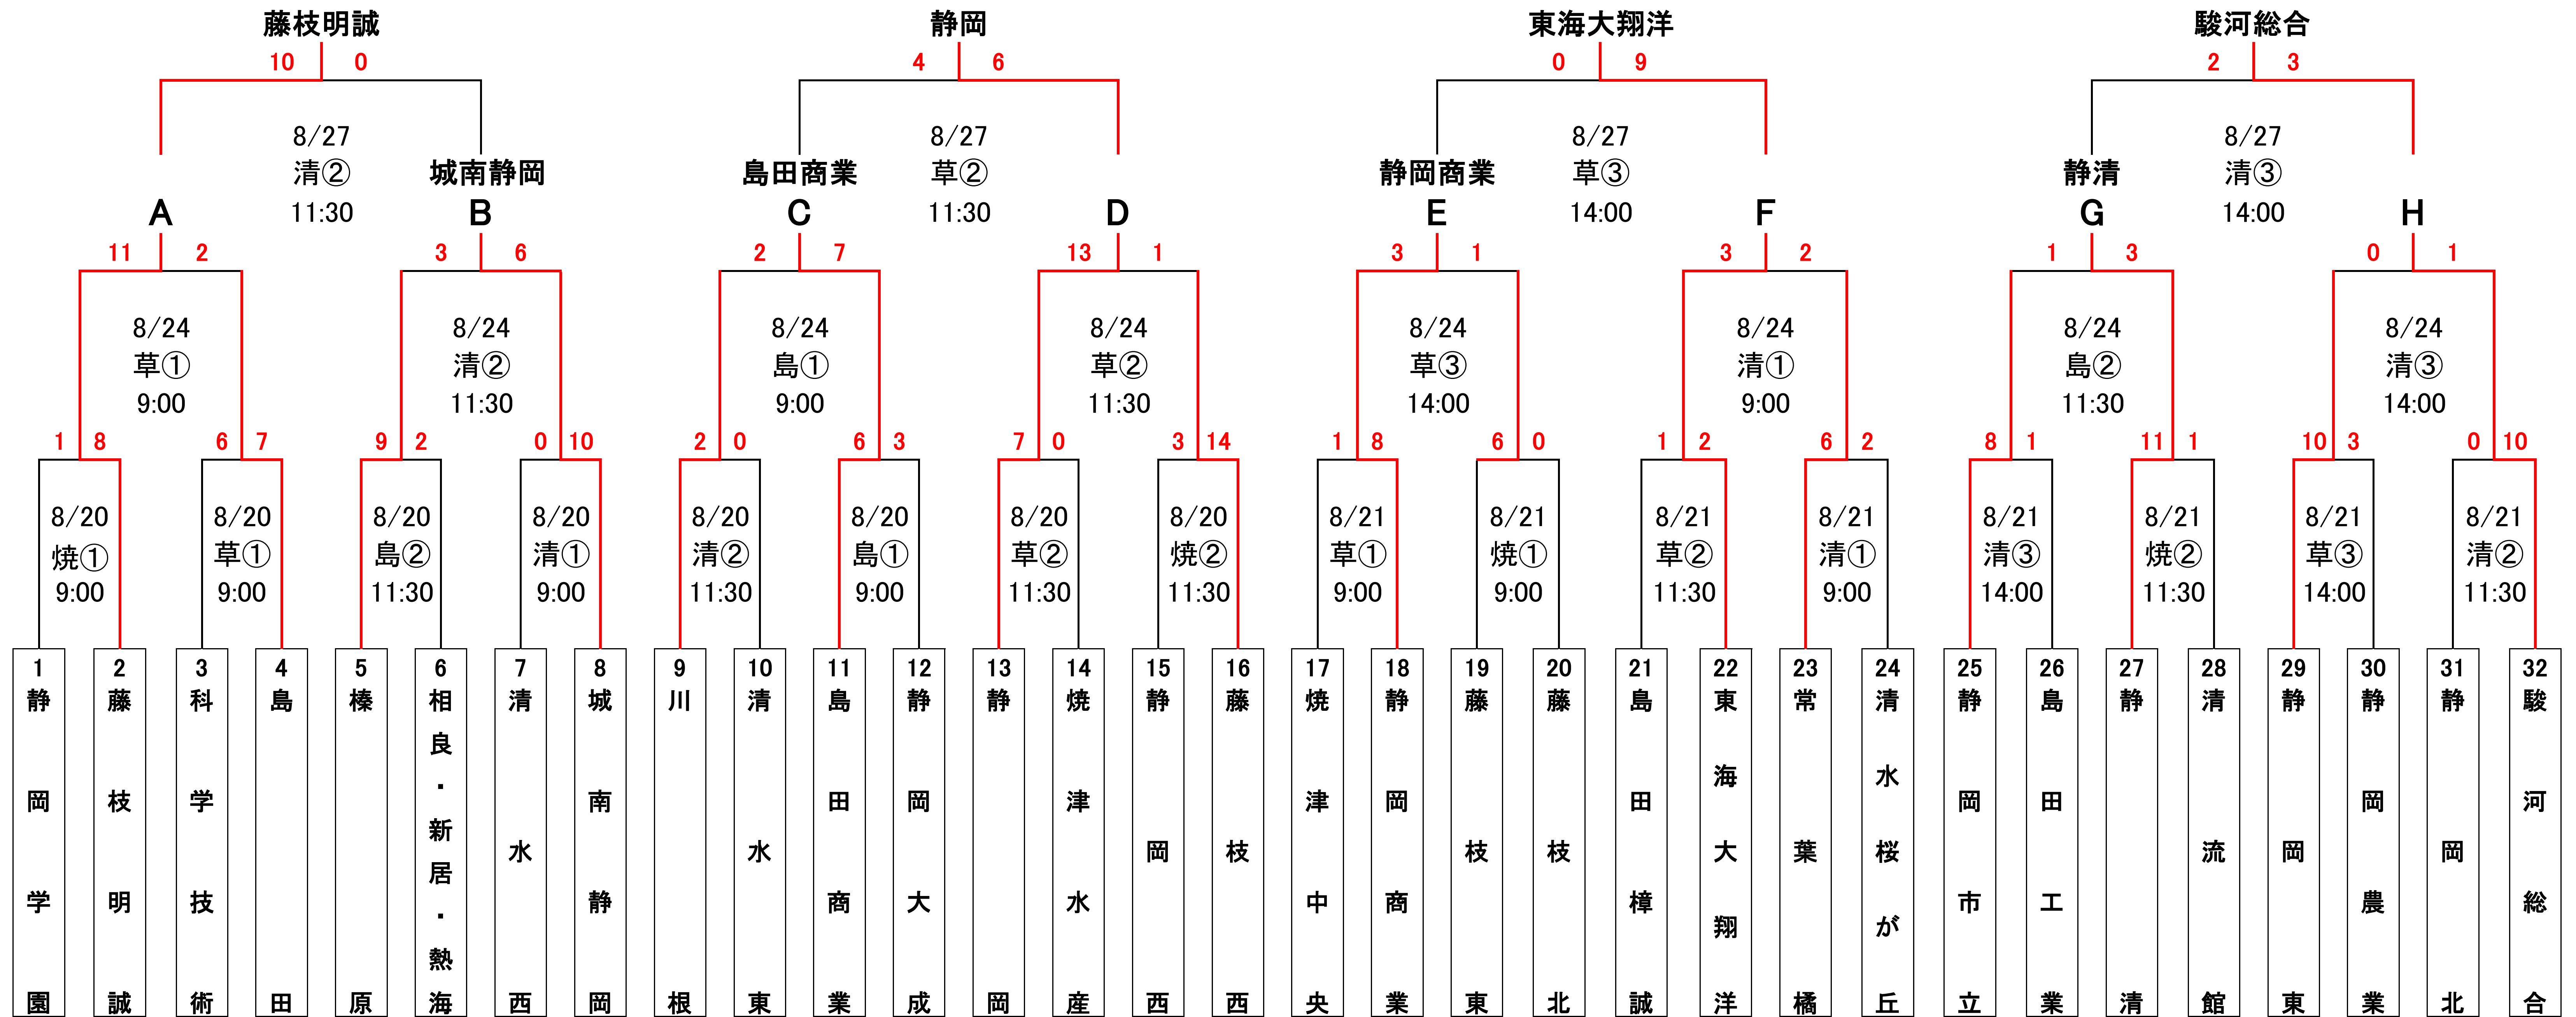 藤枝明誠 静岡 東海大翔洋 駿河総合
10 0 4 6 0 9 2 3
8/27 8/27 8/27 8/27
清② 草② 草③ 清③
城南静岡 島田商業 静岡商業 静清
11:30 11:30 14:00 14:00
A B C D E F G H
11 2 3 6 2 7 13 1 3 1 3 2 1 3 0 1
8/24 8/24 8/24 8/24 8/24 8/24 8/24 8/24
草① 清② 島① 草② 草③ 清① 島② 清③
9:00 11:30 9:00 11:30 14:00 9:00 11:30 14:00
1 8 6 7 9 2 0 10 2 0 6 3 7 0 3 14 1 8 6 0 1 2 6 2 8 1 11 1 10 3 0 10
8/20 8/20 8/20 8/20 8/20 8/20 8/20 8/20 8/21 8/21 8/21 8/21 8/21 8/21 8/21 8/21
焼① 草① 島② 清① 清② 島① 草② 焼② 草① 焼① 草② 清① 清③ 焼② 草③ 清②
9:00 9:00 11:30 9:00 11:30 9:00 11:30 11:30 9:00 9:00 11:30 9:00 14:00 11:30 14:00 11:30
1 静岡学園
2 藤枝明誠
3 科学技術
4 島田
5 榛原
6 相良・新居・熱海
7 清水西
8 城南静岡
9 川根
10 清水東
11 島田商業
12 静岡大成
13 静岡
14 焼津水産
15 静岡西
16 藤枝西
17 焼津中央
18 静岡商業
19 藤枝東
20 藤枝北
21 島田樟誠
22 東海大翔洋
23 常葉橘
24 清水桜が丘
25 静岡市立
26 島田工業
27 静清
28 清流館
29 静岡東
30 静岡農業
31 静岡北
32 駿河総合